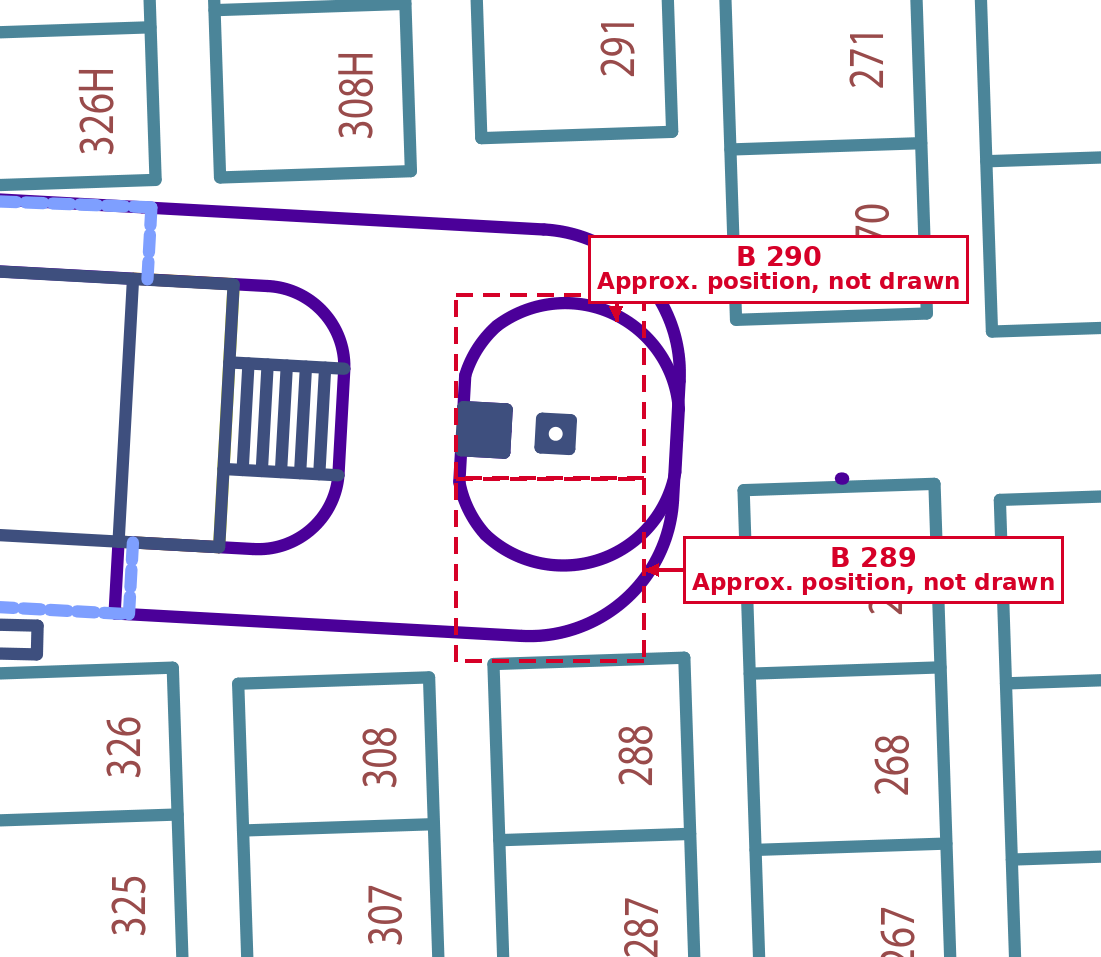 326H
308H
291
271
70
B 290
Approx. position, not drawn
B 289
Approx. position, not drawn
326
308
288
268
325
307
287
267